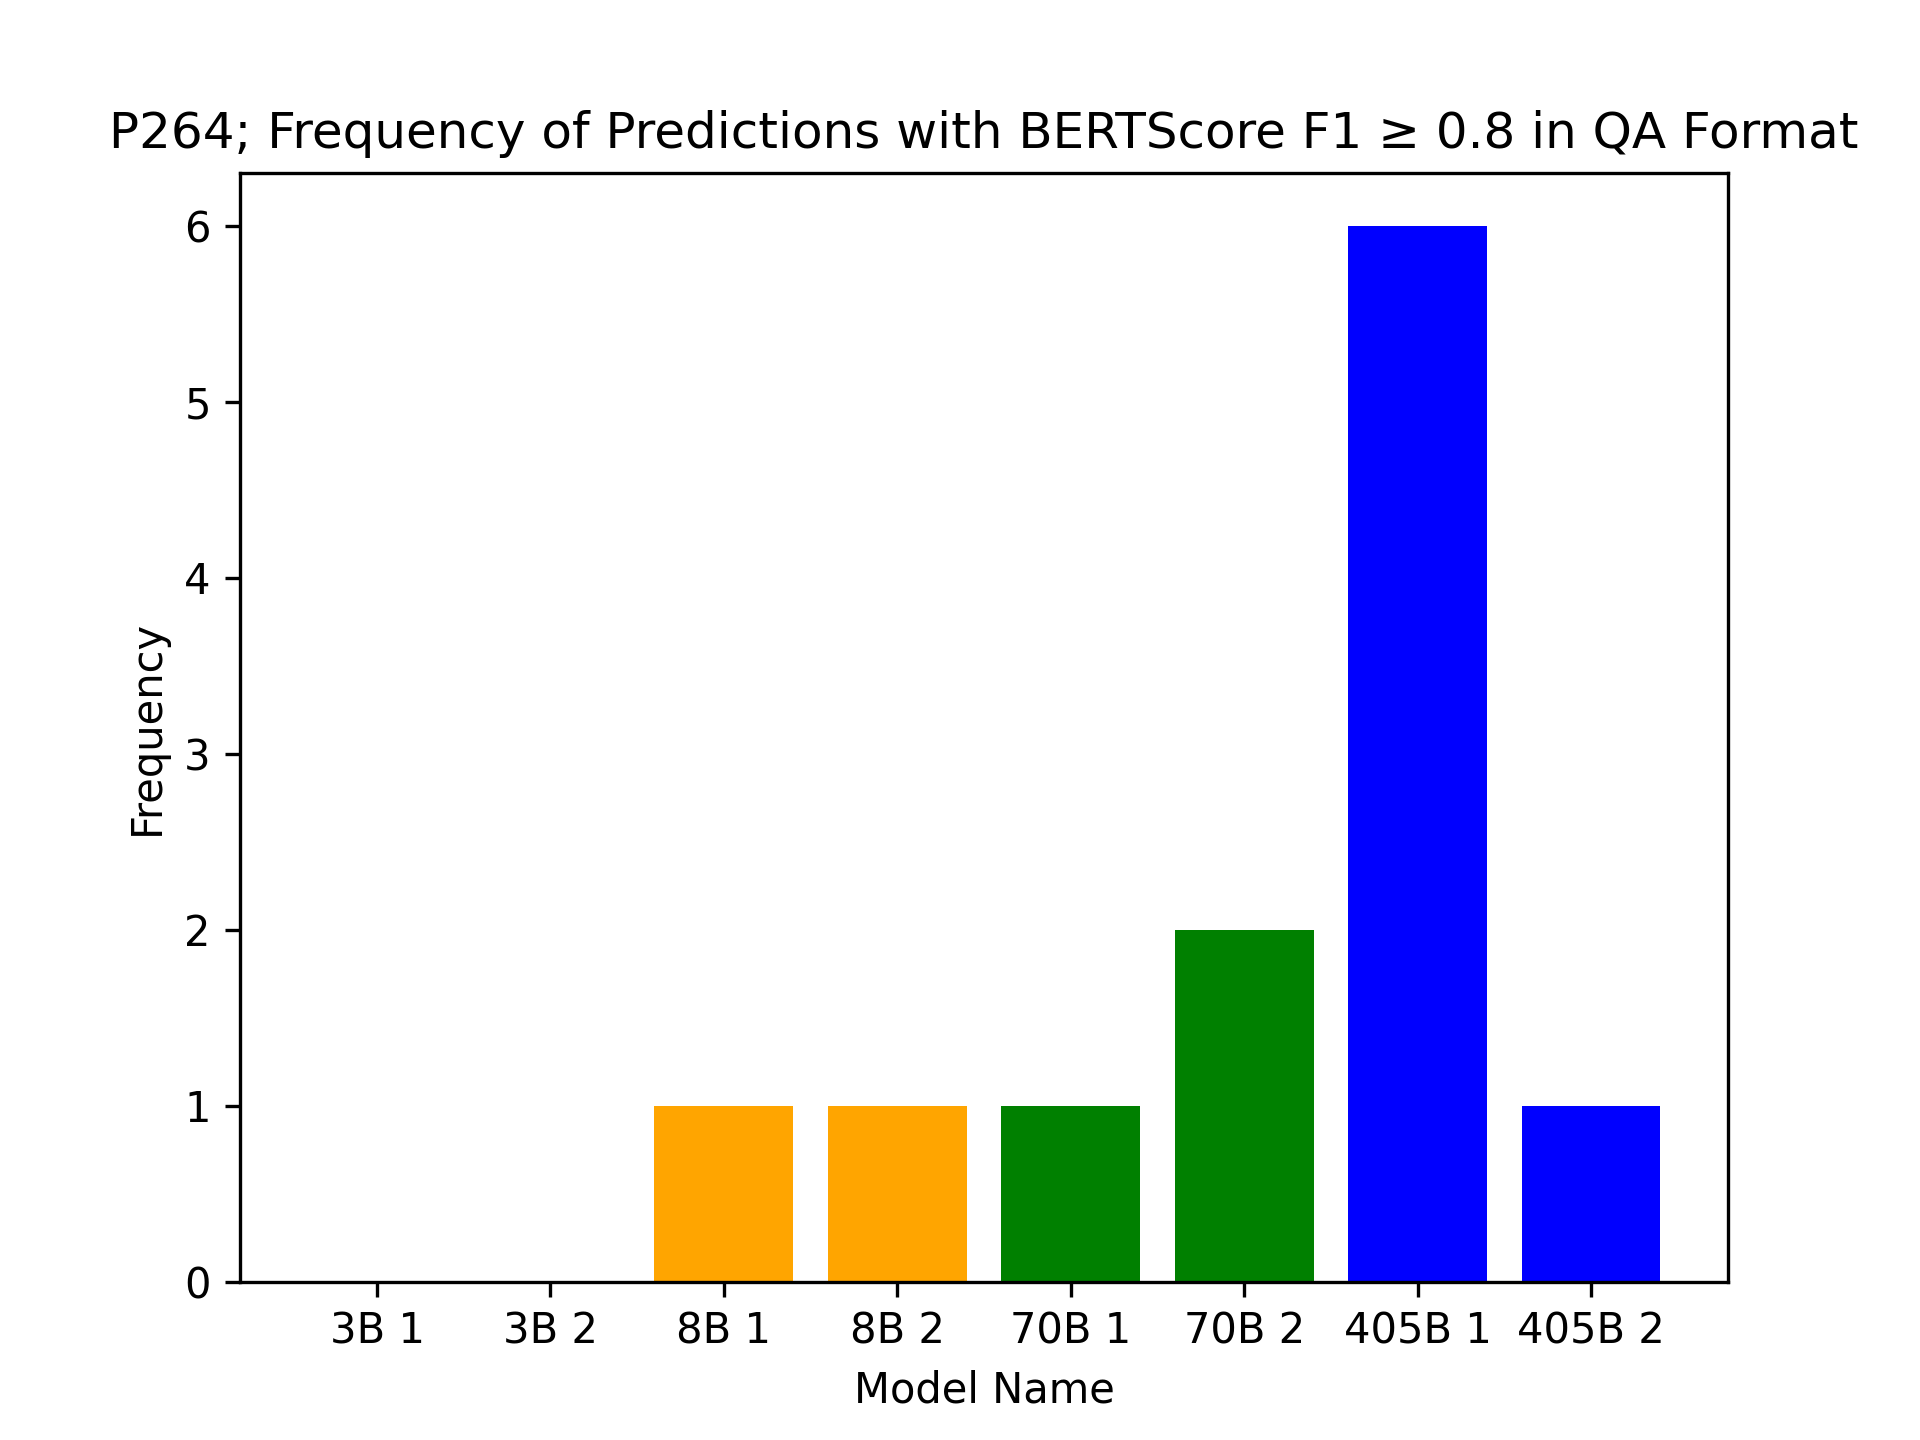 P264; Frequency of Predictions with BERTScore F1 ≥ 0.8 in QA Format
6
5
4
3
2
1
0
Frequency
3B 1 3B 2 8B 1 8B 2 70B 1 70B 2 405B 1 405B 2
Model Name